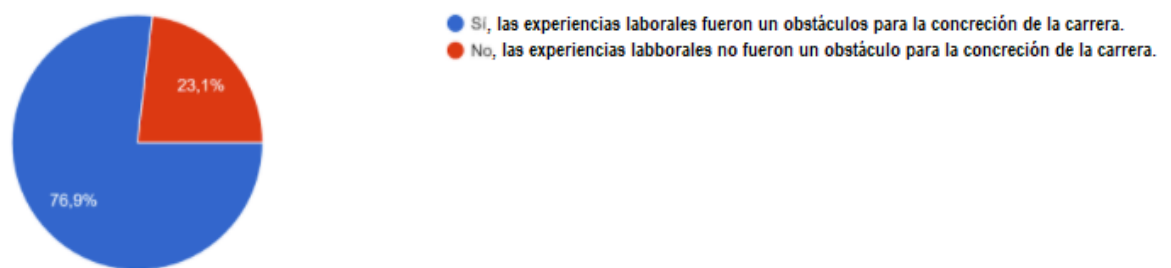 Sí, las experiencias laborales fueron un obstáculos para la concreción de la carrera.
No, las experiencias labborales no fueron un obstáculo para la concreción de la carrera.
23,1%
76,9%